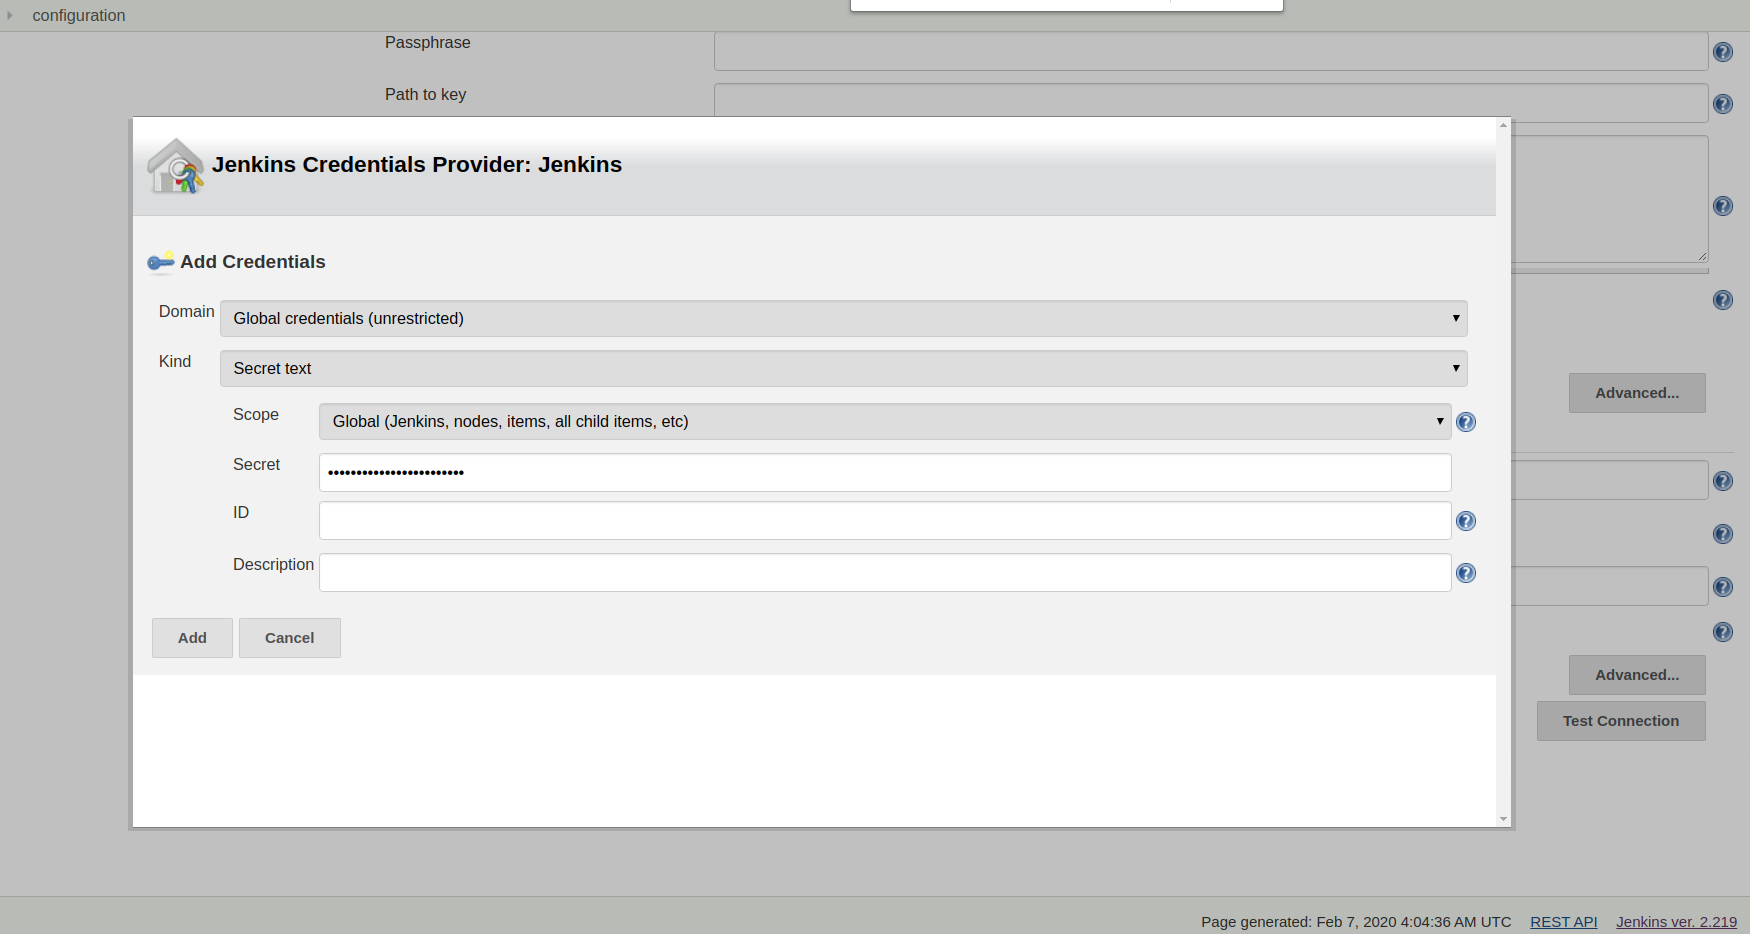 configuration
Passphrase
Path to key
Jenkins Credentials Provider: Jenkins
Add Credentials
Domain
Global credentials (unrestricted)
Kind
Secret text
Scope
Global (Jenkins, nodes, items, all child items, etc)
Secret
••••••••••••••••••••••••
ID
Description
Add
Cancel
Advanced...
Advanced...
Test Connection
Page generated: Feb 7, 2020 4:04:36 AM UTC REST API Jenkins ver. 2.219